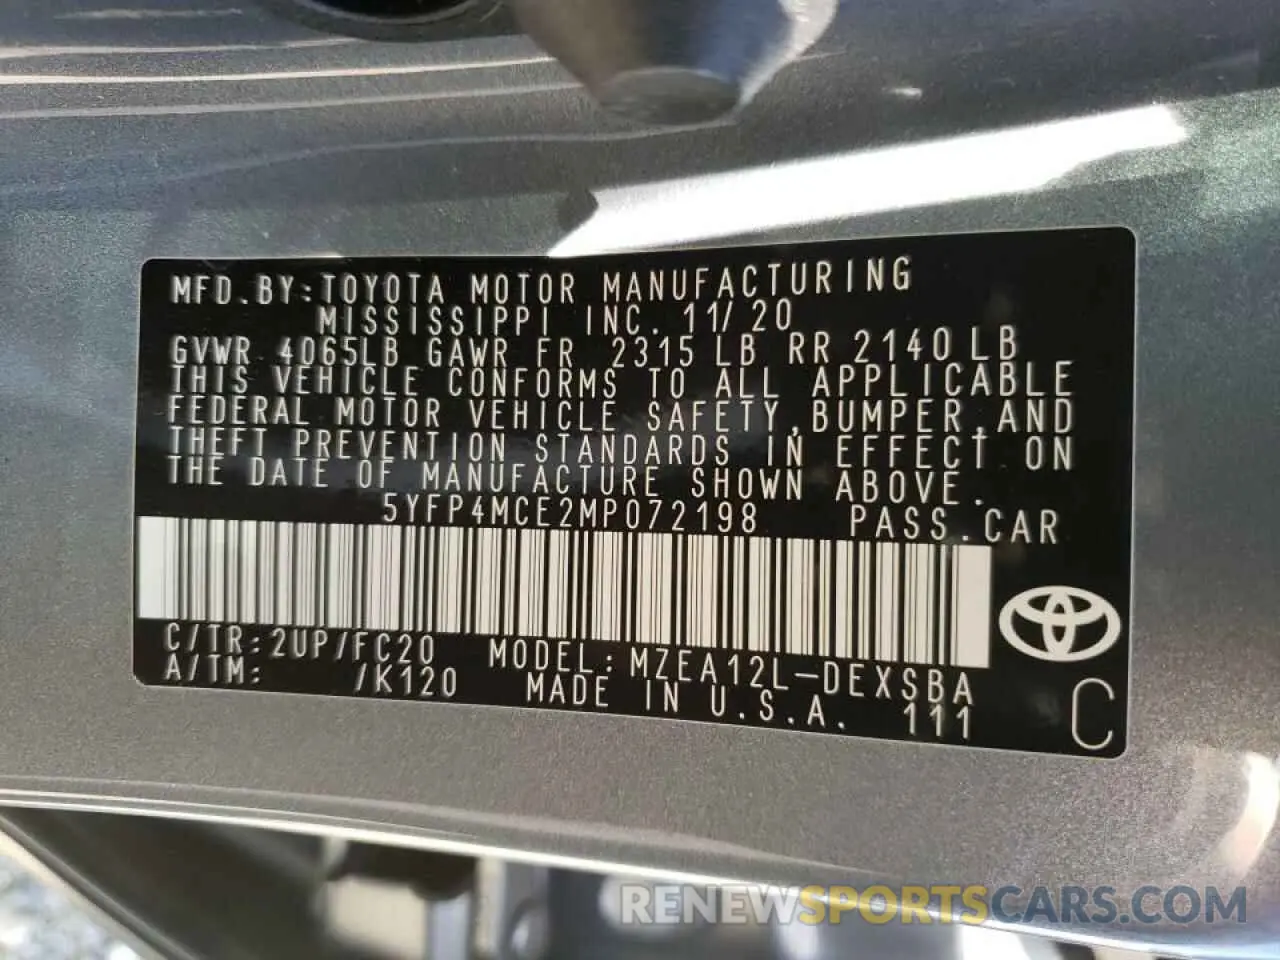 MFD.BY:TOYOTA MOTOR MANUFACTURING
MISSISSIPPI INC. 11/20
GVWR 4065LB GAWR FR 2315 LB RR 2140 LB
THIS VEHICLE CONFORMS TO ALL APPLICABLE
FEDERAL MOTOR VEHICLE SAFETY,BUMPER,AND
THEFT PREVENTION STANDARDS IN EFFECT ON
THE DATE OF MANUFACTURE SHOWN ABOVE.
5YFP4MCE2MP072198 PASS.CAR
C/TR:2UP/FC20 MODEL:MZEA12L-DEXSBA
A/TM: /K120 MADE IN U.S.A. 111
C
RENEWSPORTSCARS.COM